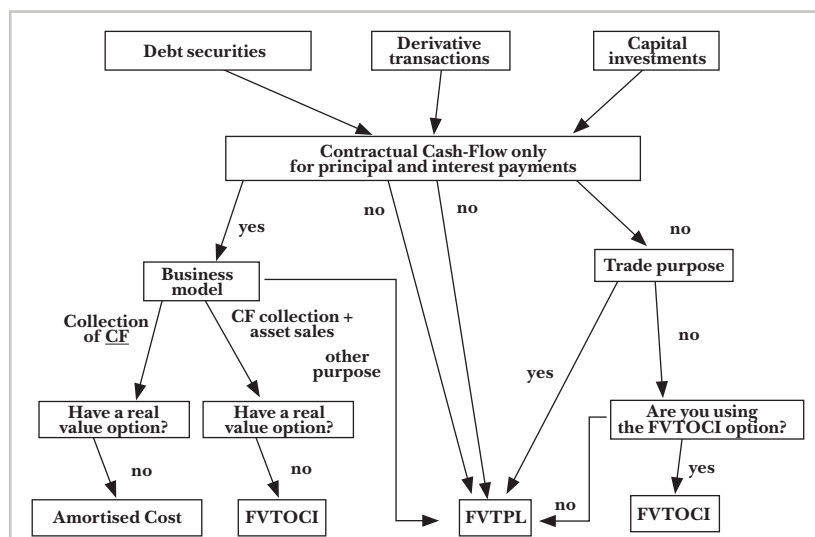 Debt securities
Derivative
transactions
Capital
investments
Contractual Cash-Flow only
for principal and interest payments
no
no
yes
no
Business
model
Trade purpose
Collection
of CF
CF collection +
asset sales
other
purpose
no
yes
Have a real
value option?
Have a real
value option?
Are you using
the FVTOCI option?
no
no
yes
no
Amortised Cost
FVTOCI
FVTPL
FVTOCI